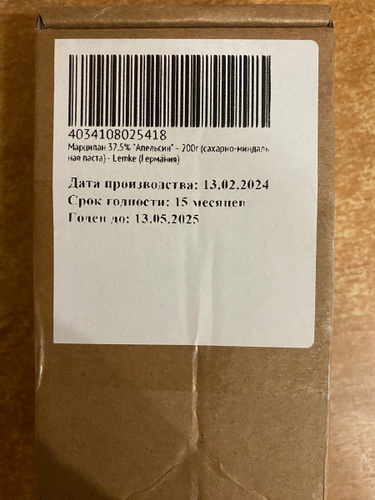 4034108025418
Марципан 37.5% "Апельсин" - 200г (сахарно-миндаль
ная паста) - Lemke (Германия)
Дата производства: 13.02.2024
Срок годности: 15 месяцев
Годен до: 13.05.2025